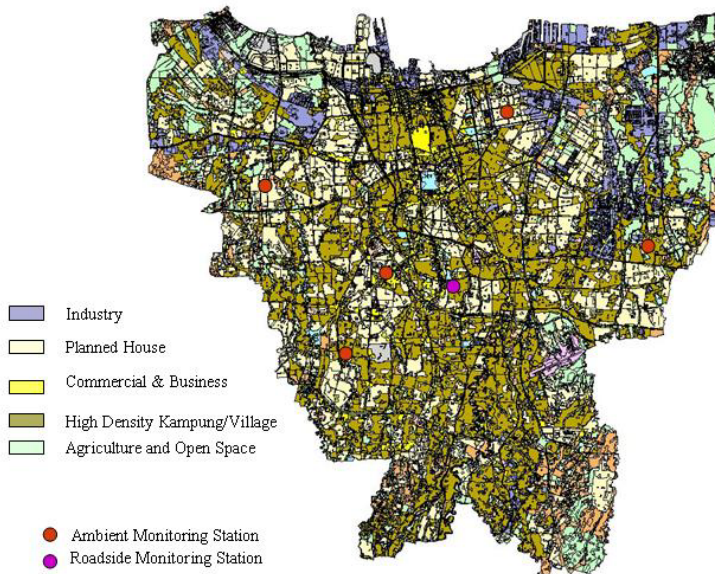 Industry
Planned House
Commercial & Business
High Density Kampung/Village
Agriculture and Open Space
Ambient Monitoring Station
Roadside Monitoring Station